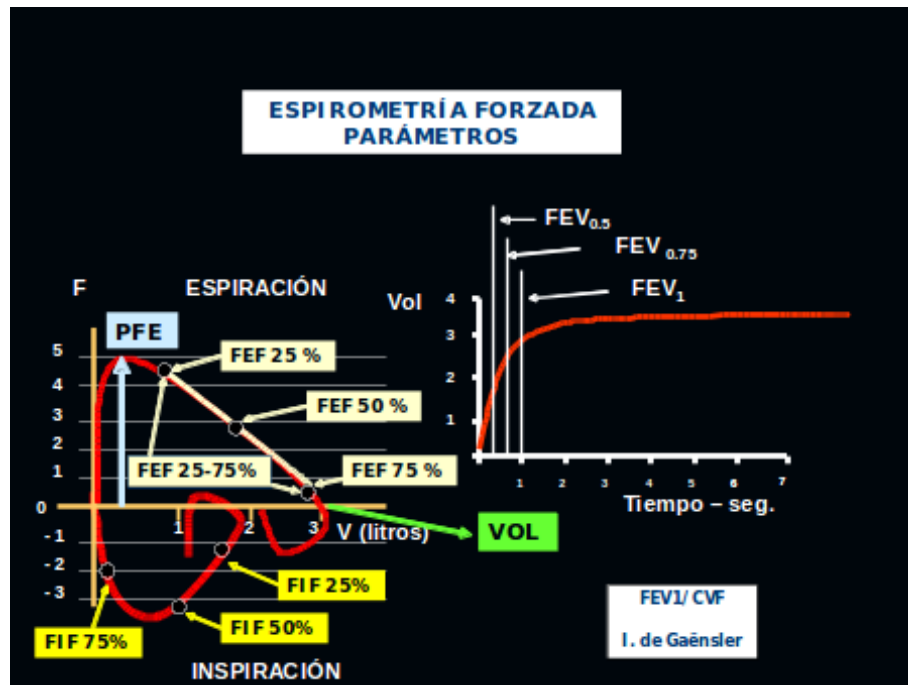 ESPIROMETRÍA FORZADA
PARÁMETROS
F
ESPIRACIÓN
PFE
FEF 25 %
FEF 50 %
FEF 25-75%
FEF 75 %
5
4
3
2
1
0
-1
-2
-3
1
2
3
V (litros)
VOL
FIF 25%
FIF 50%
FIF 75%
INSPIRACIÓN
FEV0.5
FEV 0.75
FEV1
Vol
4
3
2
1
1 2 3 4 5 6 7
Tiempo – seg.
FEV1/ CVF
I. de Gaënsler